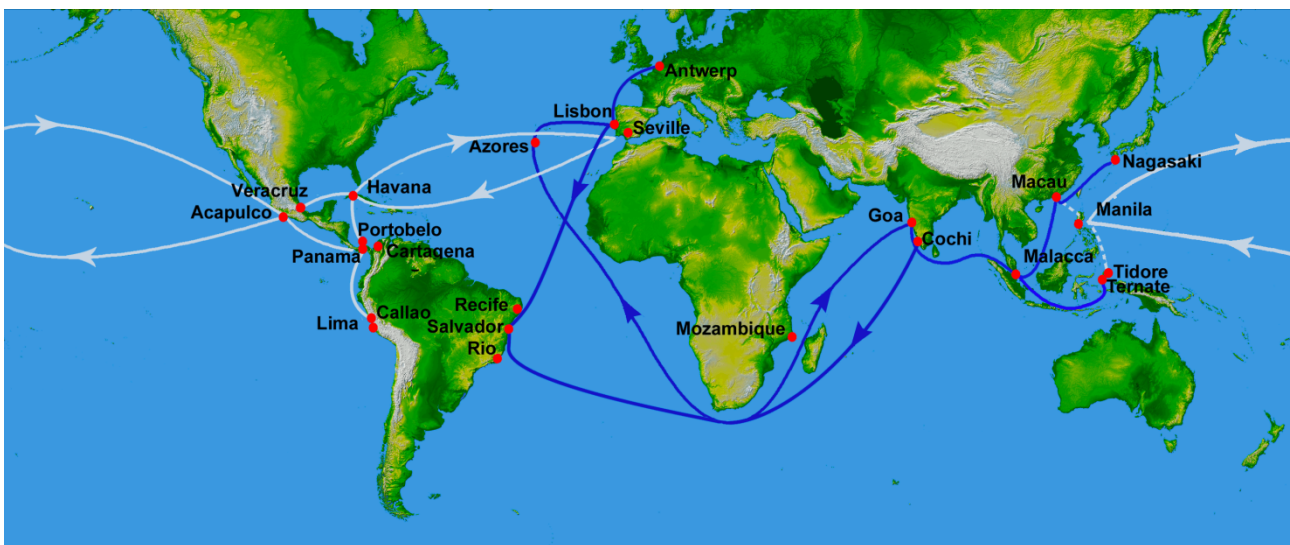 Antwerp
Lisbon
Seville
Azores
Nagasaki
Macau
Veracruz
Havana
Acapulco
Goa
Manila
Portobelo
Cochi
Panama
Cartagena
Malacca
Tidore
Ternate
Recife
Callao
Lima
Salvador
Mozambique
Rio